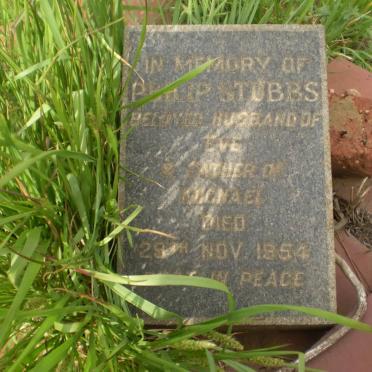 IN MEMORY OF
PHILIP STUBBS
BELOVED HUSBAND OF
EVE
& FATHER OF
MICHAEL
DIED
29TH NOV 1954
IN PEACE